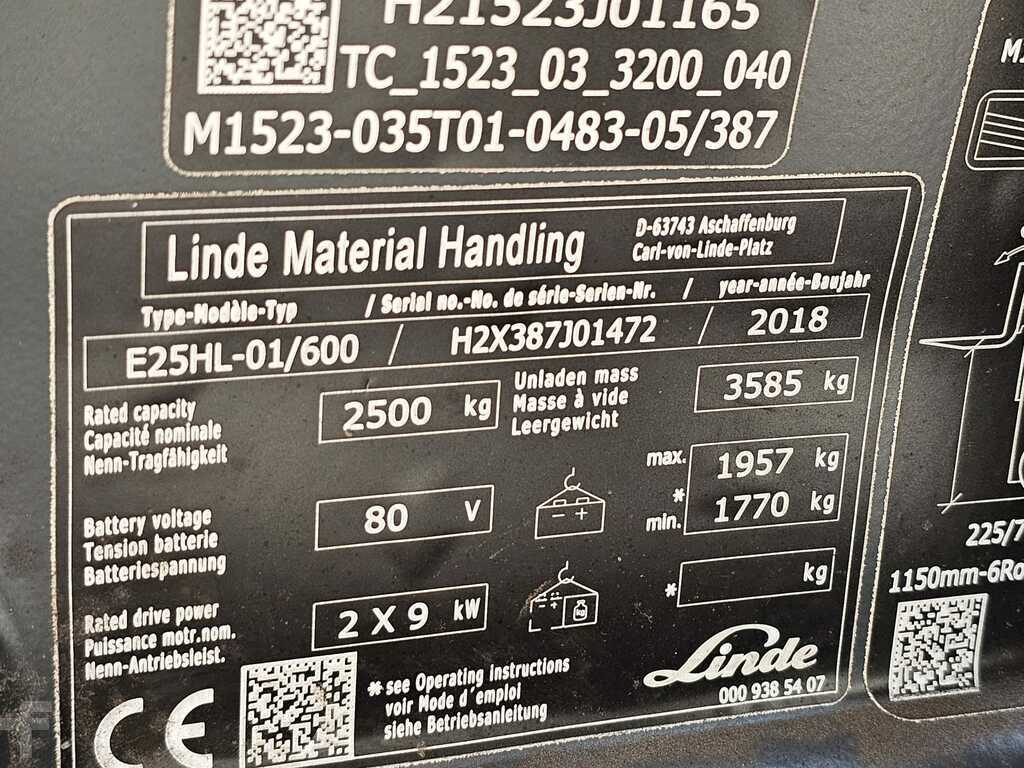 H21523J01165
TC_1523_03_3200_040
M1523-035T01-0483-05/387
Linde Material Handling
D-63743 Aschaffenburg
Carl-von-Linde-Platz
Type-Modèle-Typ / Serial no.-No. de série-Serien-Nr. / year-année-Baujahr
E25HL-01/600 / H2X387J01472 / 2018
Rated capacity
Capacité nominale
Nenn-Tragfähigkeit
2500 kg
Unladen mass
Masse à vide
Leergewicht
3585 kg
Battery voltage
Tension batterie
Batteriespannung
80 V
- +
max. 1957 kg
*
min. 1770 kg
Rated drive power
Puissance motr.nom.
Nenn-Antriebsleist.
2 X 9 kW
- + kg
* kg
CE
*see Operating instructions
voir Mode d'emploi
siehe Betriebsanleitung
Linde
000 938 54 07
225/7
1150mm-6Ro